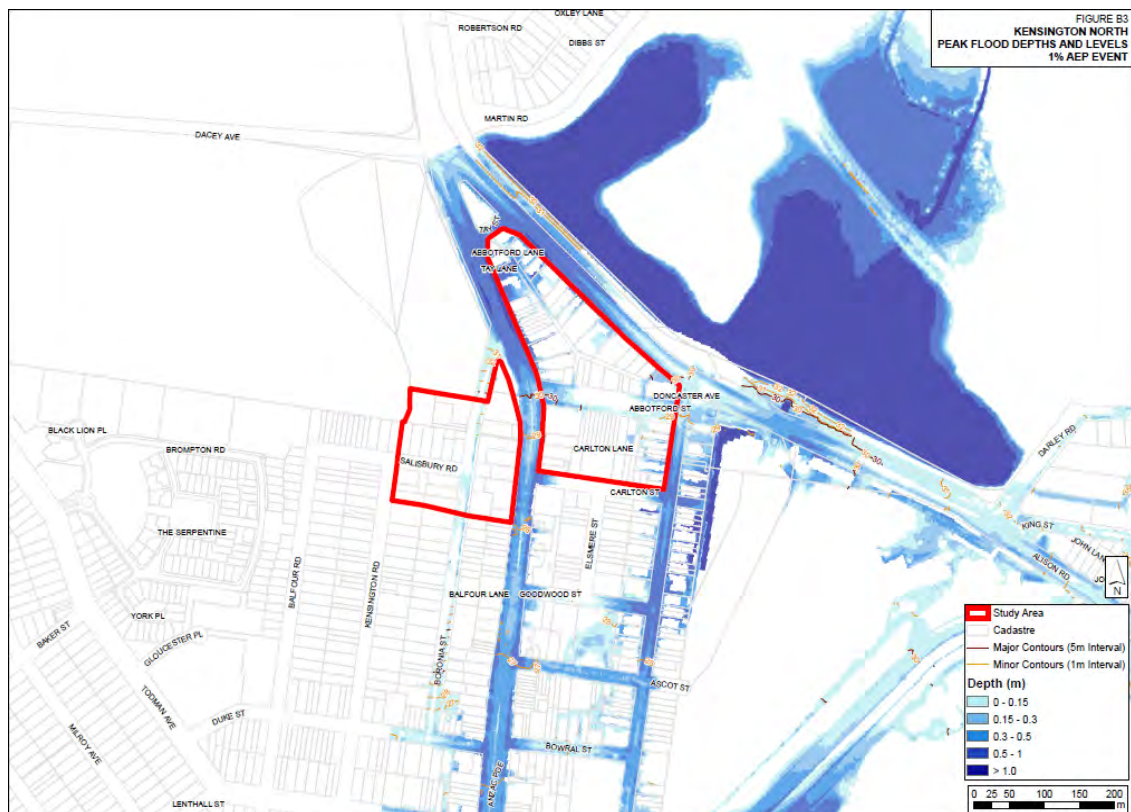 FIGURE B3
KENSINGTON NORTH
PEAK FLOOD DEPTHS AND LEVELS
1% AEP EVENT
OXLEY LANE
ROBERTSON RD
DIBBS ST
MARTIN RD
DACEY AVE
ABBOTFORD LANE
TAY LANE
DONCASTER AVE
ABBOTFORD ST
BLACK LION PL
BROMPTON RD
SALISBURY RD
CARLTON LANE
CARLTON ST
DARLEY RD
THE SERPENTINE
ELSMERE ST
KING ST
JOHN LANE
ALISON RD
BALFOUR RD
KENSINGTON RD
BALFOUR LANE
GOODWOOD ST
YORK PL
GLOUCESTER PL
BAKER ST
BORONIA ST
TODMAN AVE
ASCOT ST
DUKE ST
MILROY AVE
BOWRAL ST
ANZAC PDE
LENTHALL ST
N
Study Area
Cadastre
Major Contours (5m Interval)
Minor Contours (1m Interval)
Depth (m)
0 - 0.15
0.15 - 0.3
0.3 - 0.5
0.5 - 1
> 1.0
0 25 50 100 150 200
m